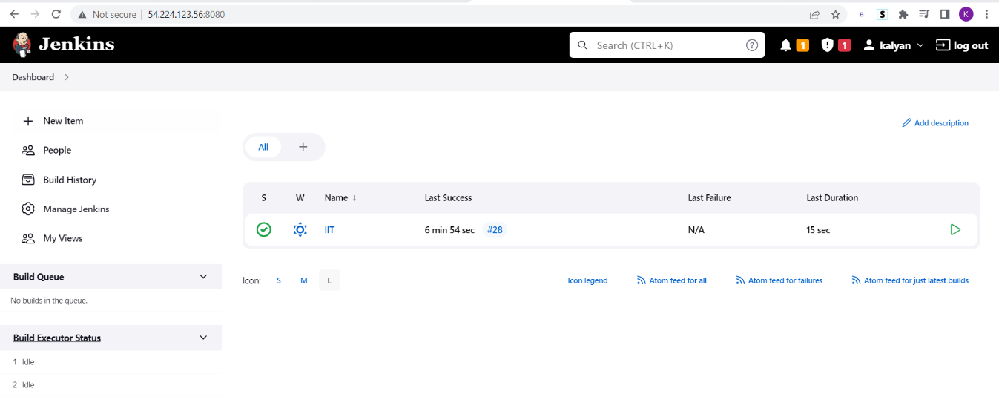 Not secure | 54.224.123.56:8080
B S K
Jenkins
Search (CTRL+K) ? 1 1 kalyan log out
Dashboard
New Item
Add description
People
All +
Build History
Manage Jenkins
My Views
S W Name ↓ Last Success Last Failure Last Duration
IIT 6 min 54 sec #28 N/A 15 sec
Icon: S M L
Icon legend Atom feed for all Atom feed for failures Atom feed for just latest builds
Build Queue
No builds in the queue.
Build Executor Status
1 Idle
2 Idle